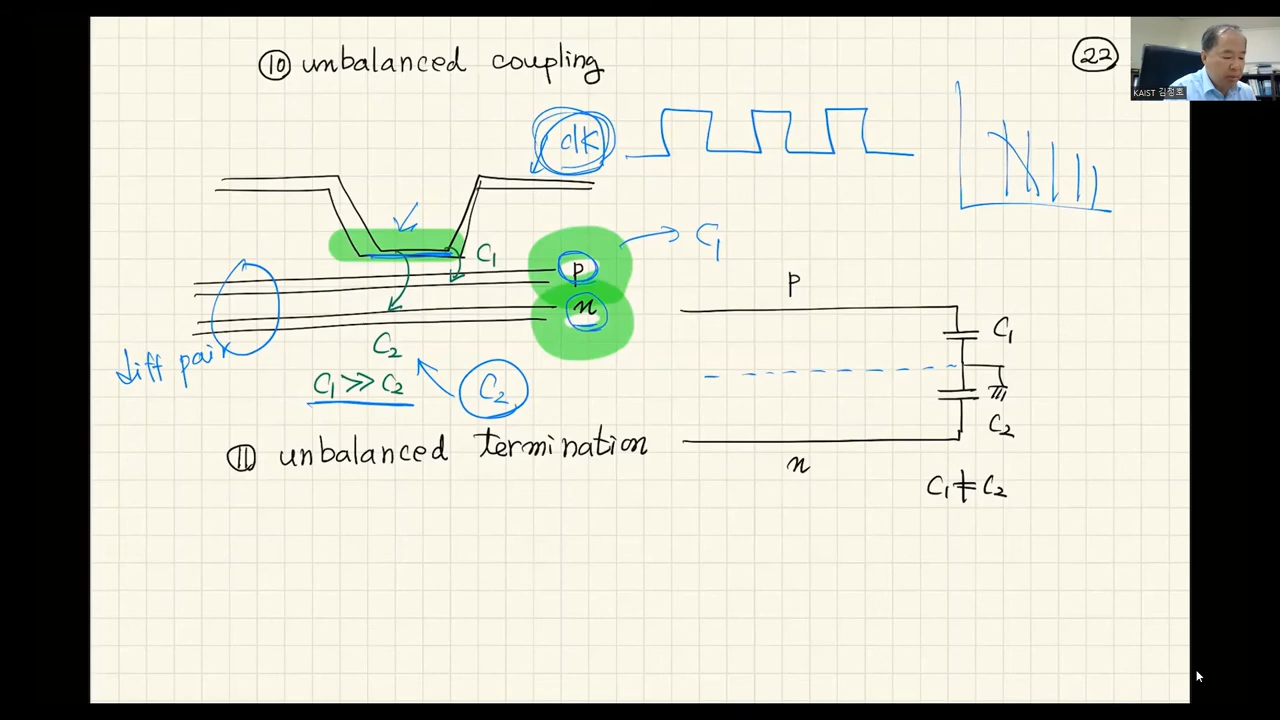 ⑩ unbalanced coupling
22
KAIST 김정호
clk
C1
C1
p
n
p
C1
diff pair
C2
C1 ≫ C2
C2
C2
⑪ unbalanced termination
n
C1 ≠ C2